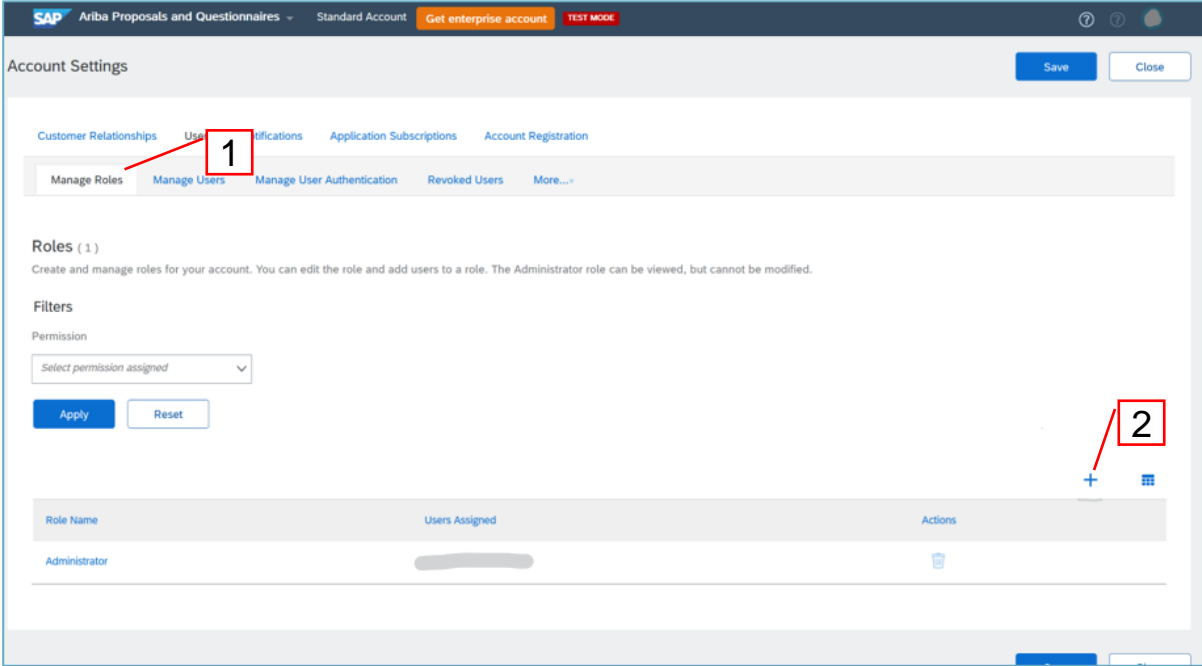 SAP Ariba Proposals and Questionnaires Standard Account Get enterprise account TEST MODE
Account Settings Save Close
Customer Relationships Application Subscriptions Account Registration
1
Manage Roles Manage Users Manage User Authentication Revoked Users More...
Roles (1)
Create and manage roles for your account. You can edit the role and add users to a role. The Administrator role can be viewed, but cannot be modified.
Filters
Permission
Select permission assigned
Apply Reset
2
Role Name Users Assigned Actions
Administrator